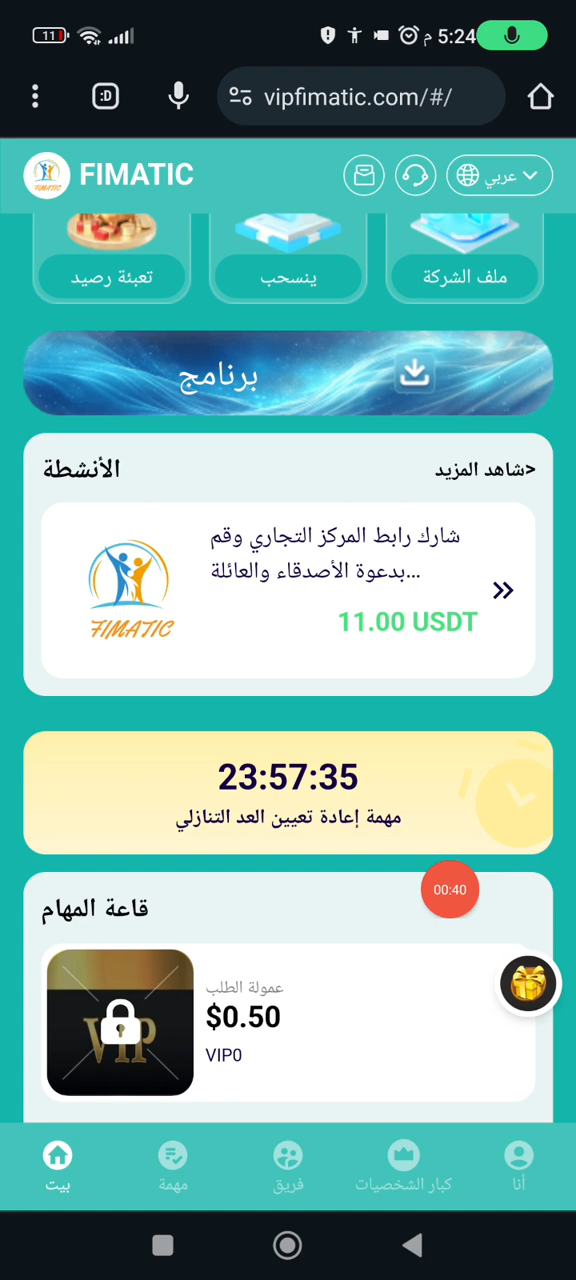 11
5:24 م
:D
vipfimatic.com/#/
FIMATIC
عربي
تعبئة رصيد
ينسحب
ملف الشركة
برنامج
الأنشطة
شاهد المزيد>
شارك رابط المركز التجاري وقم
بدعوة الأصدقاء والعائلة...
11.00 USDT
FIMATIC
23:57:35
مهمة إعادة تعيين العد التنازلي
قاعة المهام
00:40
VIP
عمولة الطلب
$0.50
VIP0
بيت
مهمة
فريق
كبار الشخصيات
أنا